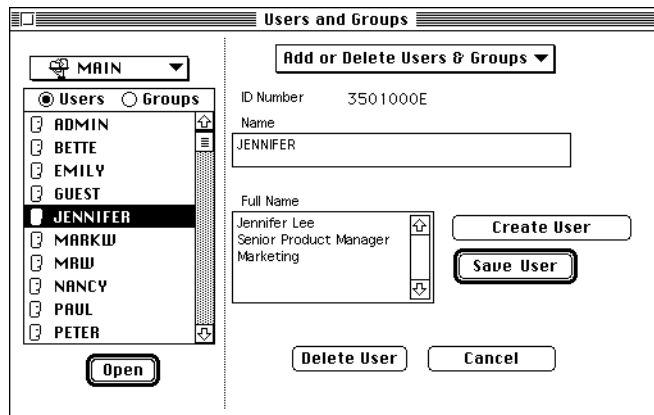 Users and Groups
MAIN
Users Groups
ADMIN
BETTE
EMILY
GUEST
JENNIFER
MARKW
MRW
NANCY
PAUL
PETER
Open
Add or Delete Users & Groups
ID Number 3501000E
Name
JENNIFER
Full Name
Jennifer Lee
Senior Product Manager
Marketing
Create User
Save User
Delete User Cancel